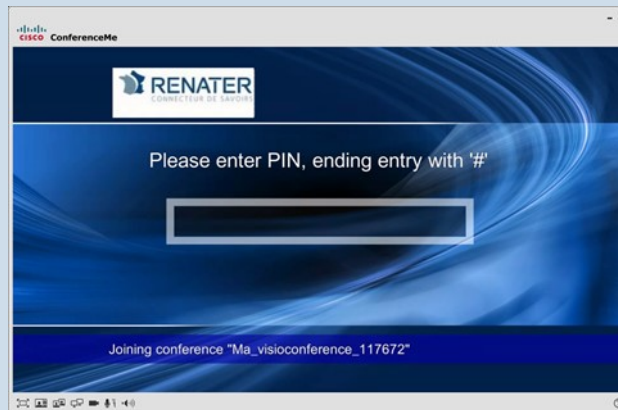 CISCO ConferenceMe
RENATER
CONNECTEUR DE SAVOIRS
Please enter PIN, ending entry with '#'
Joining conference "Ma_visioconference_117672"